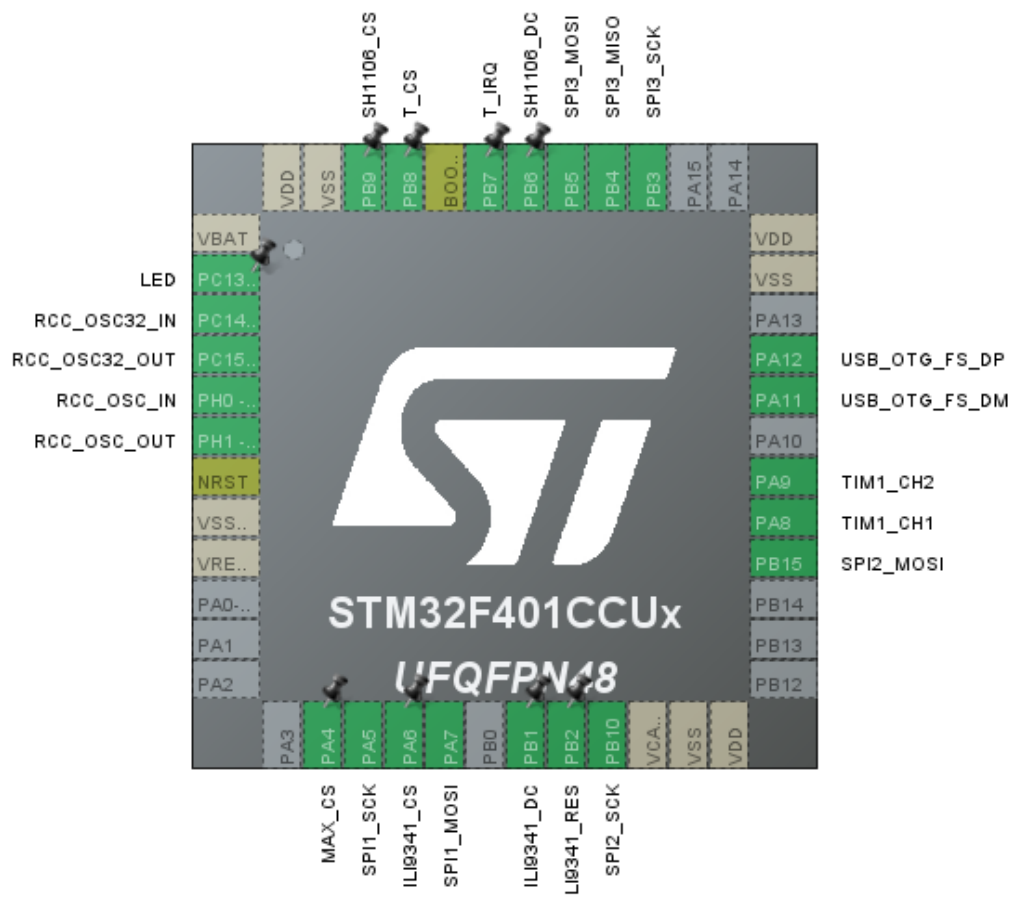 SH1106_CS
T_CS
T_IRQ
SH1106_DC
SPI3_MOSI
SPI3_MISO
SPI3_SCK
VDD
VSS
PB9
PB8
BOO..
PB7
PB6
PB5
PB4
PB3
PA15
PA14
VBAT
LED PC13..
RCC_OSC32_IN PC14..
RCC_OSC32_OUT PC15..
RCC_OSC_IN PH0 -..
RCC_OSC_OUT PH1 -..
NRST
VSS..
VRE..
PA0-..
PA1
PA2
VDD
VSS
PA13
PA12 USB_OTG_FS_DP
PA11 USB_OTG_FS_DM
PA10
PA9 TIM1_CH2
PA8 TIM1_CH1
PB15 SPI2_MOSI
PB14
PB13
PB12
ST
STM32F401CCUx
UFQFPN48
PA3
PA4
PA5
PA6
PA7
PB0
PB1
PB2
PB10
VCA..
VSS
VDD
MAX_CS
SPI1_SCK
ILI9341_CS
SPI1_MOSI
ILI9341_DC
LI9341_RES
SPI2_SCK